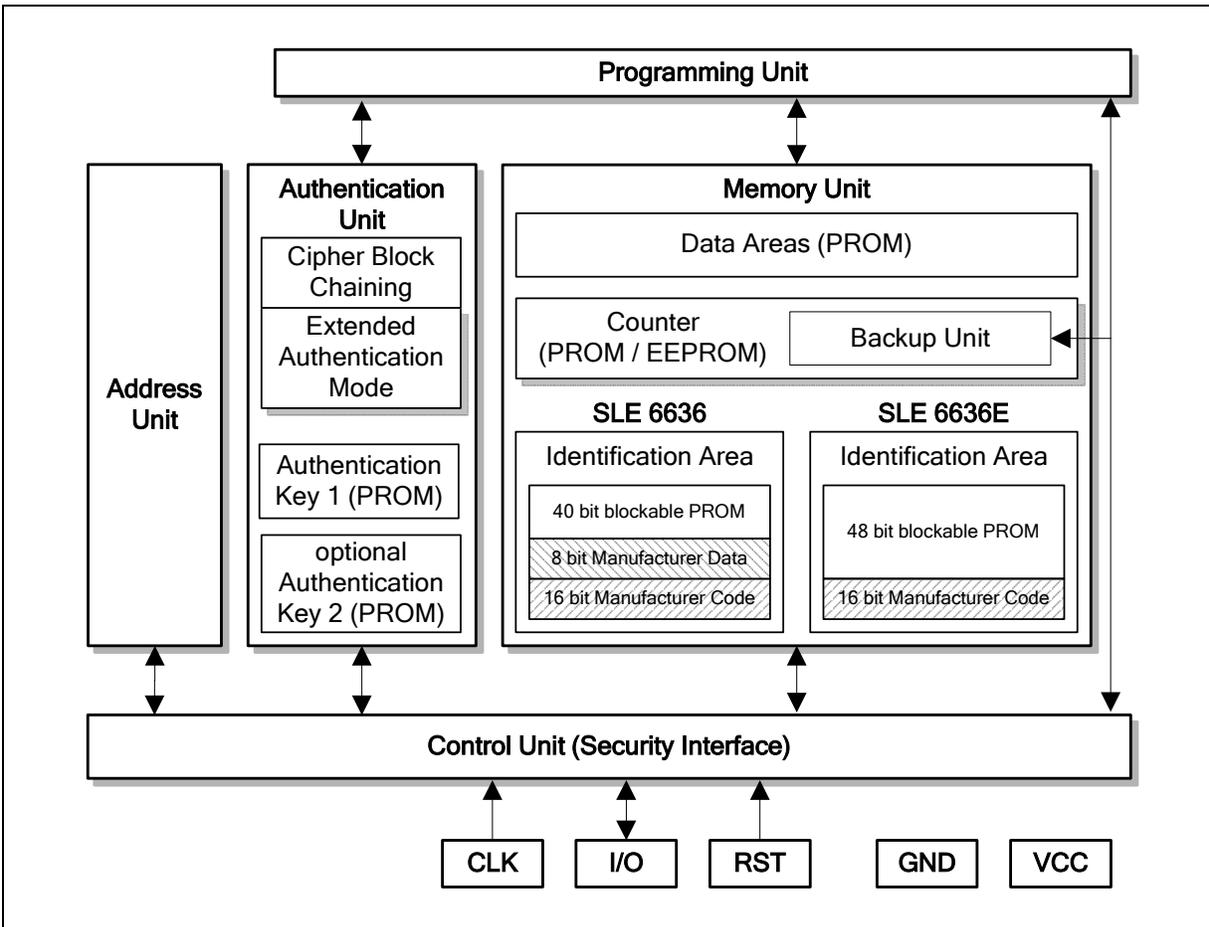 Programming Unit
Address
Unit
Authentication
Unit
Cipher Block
Chaining
Extended
Authentication
Mode
Authentication
Key 1 (PROM)
optional
Authentication
Key 2 (PROM)
Memory Unit
Data Areas (PROM)
Counter
(PROM / EEPROM)
Backup Unit
SLE 6636
Identification Area
40 bit blockable PROM
8 bit Manufacturer Data
16 bit Manufacturer Code
SLE 6636E
Identification Area
48 bit blockable PROM
16 bit Manufacturer Code
Control Unit (Security Interface)
CLK
I/O
RST
GND
VCC